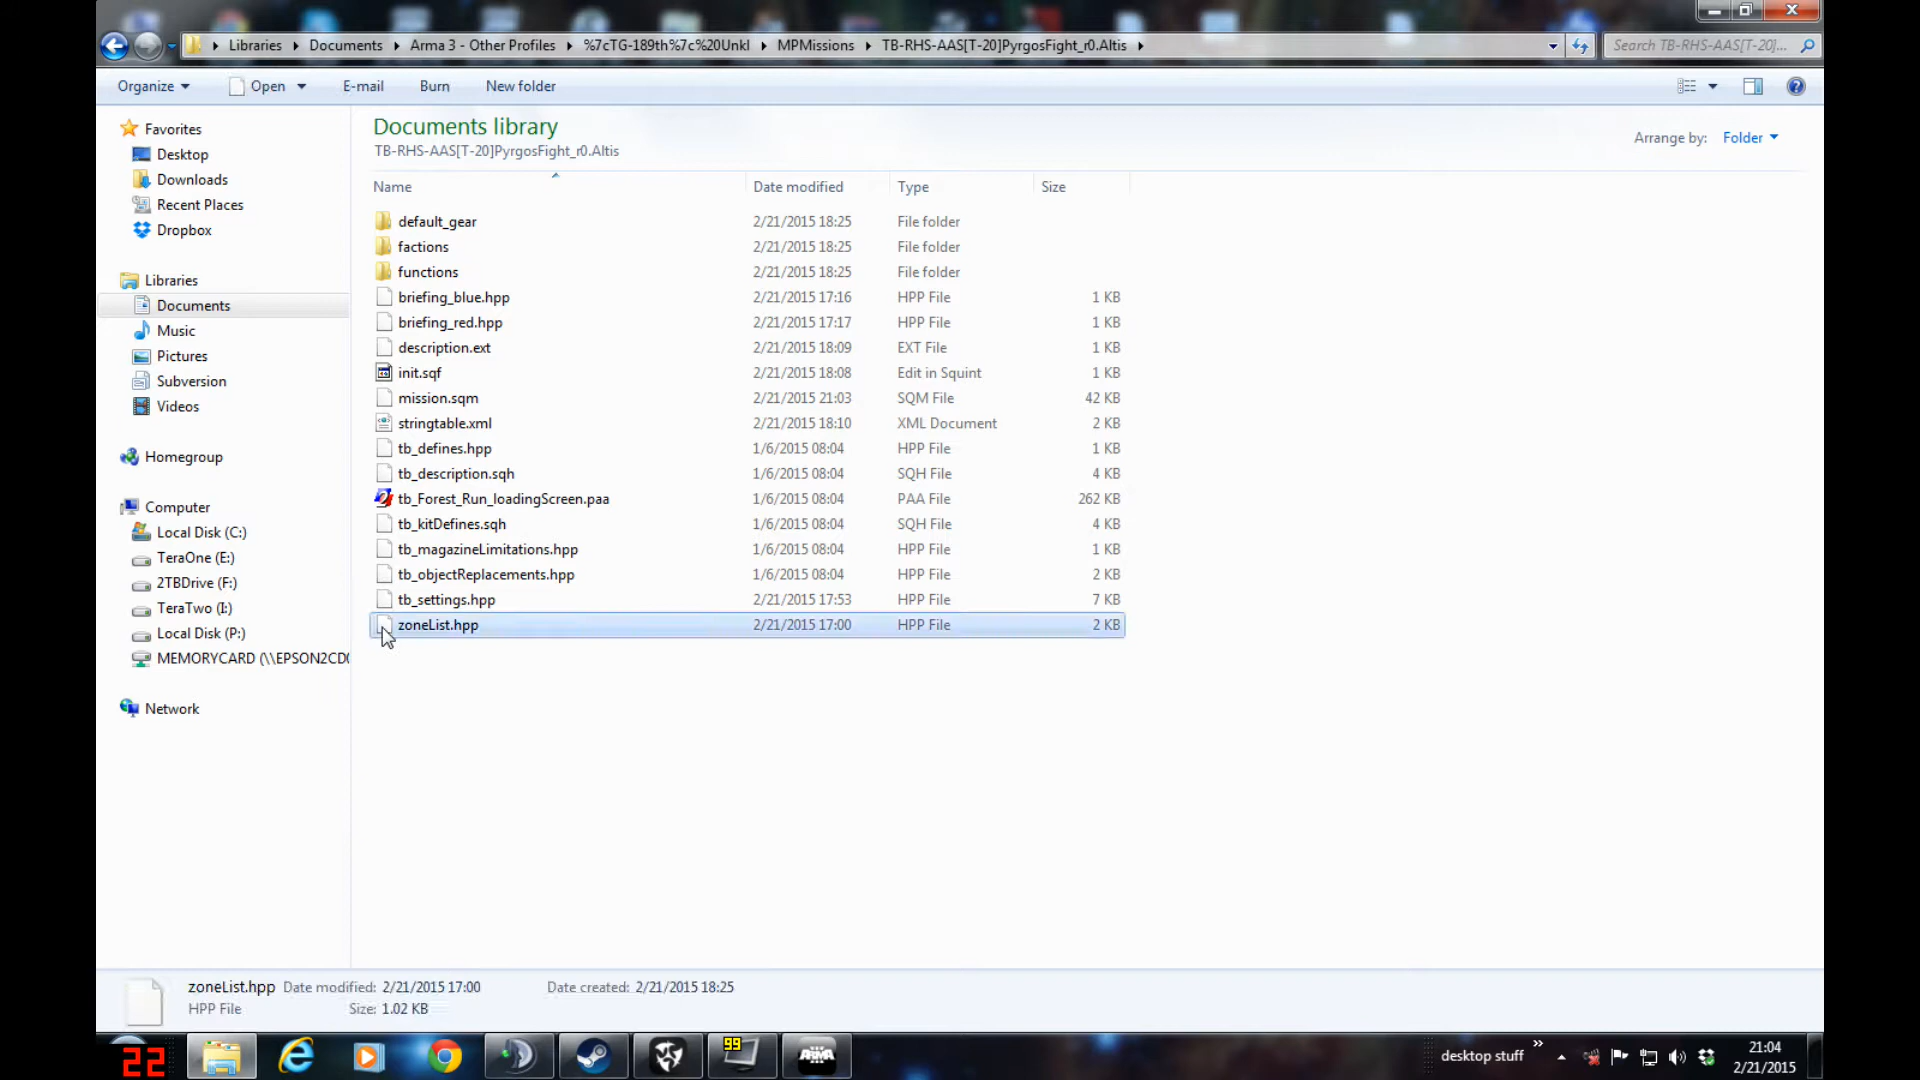 Libraries Documents Arma 3 - Other Profiles %7cTG-189th%7c%20Unkl MPMissions TB-RHS-AAS[T-20]PyrgosFight_r0.Altis Search TB-RHS-AAS[T-20]...
Organize Open E-mail Burn New folder
Favorites
Desktop
Downloads
Recent Places
Dropbox
Libraries
Documents
Music
Pictures
Subversion
Videos
Homegroup
Computer
Local Disk (C:)
TeraOne (E:)
2TBDrive (F:)
TeraTwo (I:)
Local Disk (P:)
MEMORYCARD (\\EPSON2CD
Network
Documents library
TB-RHS-AAS[T-20]PyrgosFight_r0.Altis
Arrange by: Folder
Name Date modified Type Size
default_gear 2/21/2015 18:25 File folder
factions 2/21/2015 18:25 File folder
functions 2/21/2015 18:25 File folder
briefing_blue.hpp 2/21/2015 17:16 HPP File 1 KB
briefing_red.hpp 2/21/2015 17:17 HPP File 1 KB
description.ext 2/21/2015 18:09 EXT File 1 KB
init.sqf 2/21/2015 18:08 Edit in Squint 1 KB
mission.sqm 2/21/2015 21:03 SQM File 42 KB
stringtable.xml 2/21/2015 18:10 XML Document 2 KB
tb_defines.hpp 1/6/2015 08:04 HPP File 1 KB
tb_description.sqh 1/6/2015 08:04 SQH File 4 KB
tb_Forest_Run_loadingScreen.paa 1/6/2015 08:04 PAA File 262 KB
tb_kitDefines.sqh 1/6/2015 08:04 SQH File 4 KB
tb_magazineLimitations.hpp 1/6/2015 08:04 HPP File 1 KB
tb_objectReplacements.hpp 1/6/2015 08:04 HPP File 2 KB
tb_settings.hpp 2/21/2015 17:53 HPP File 7 KB
zoneList.hpp 2/21/2015 17:00 HPP File 2 KB
zoneList.hpp Date modified: 2/21/2015 17:00 Date created: 2/21/2015 18:25
HPP File Size: 1.02 KB
22
99
ARMA
desktop stuff
21:04
2/21/2015